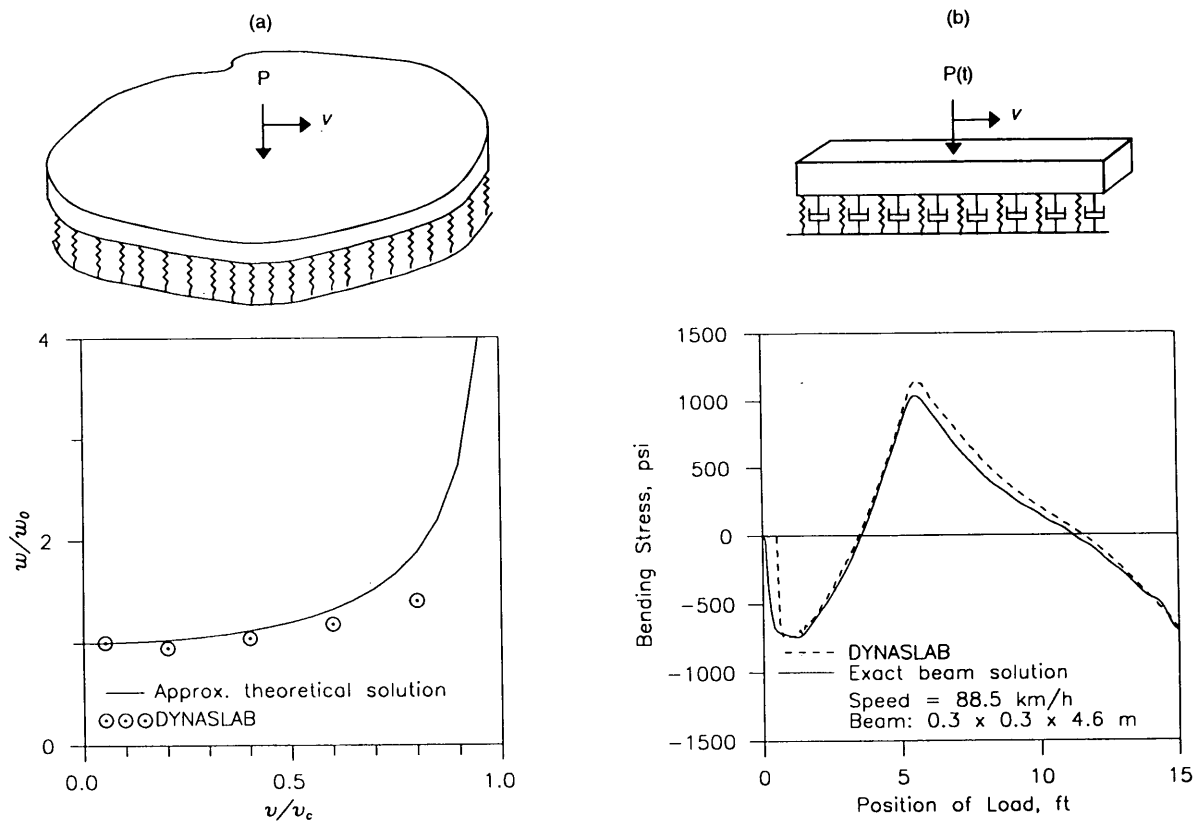 (a)
P
v
4
2
0
w/w₀
0.0
0.5
1.0
v/v_c
Approx. theoretical solution
DYNASLAB
(b)
P(t)
v
1500
1000
500
0
−500
−1000
−1500
Bending Stress, psi
DYNASLAB
Exact beam solution
Speed = 88.5 km/h
Beam: 0.3 x 0.3 x 4.6 m
0
5
10
15
Position of Load, ft